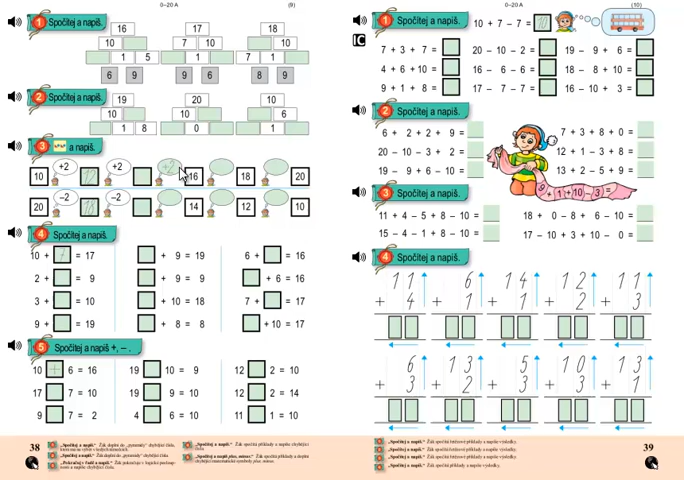 0–20 A (9)
1 Spočítej a napiš.
16 17 18
10 7 10 10
1 5 1 7 1
6 9 9 6 8 9
2 Spočítej a napiš.
19 20 10
10 10 6
1 8 0 1
3 a napiš.
+2 +2 +2
10 12 16 18 20
–2 –2
20 18 14 12 10
4 Spočítej a napiš.
10 + 7 = 17 + 9 = 19 6 + = 16
2 + = 9 + 9 = 9 + 6 = 16
3 + = 10 + 10 = 18 7 + = 17
9 + = 19 + 8 = 8 + 10 = 17
5 Spočítej a napiš +, – .
10 + 6 = 16 19 10 = 9 12 2 = 10
17 7 = 10 19 9 = 10 12 2 = 14
9 7 = 2 4 6 = 10 11 1 = 10
38
0–20 A (10)
1 Spočítej a napiš. 10 + 7 – 7 = 10
7 + 3 + 7 = 20 – 10 – 2 = 19 – 9 + 6 =
4 + 6 + 10 = 16 – 6 – 6 = 18 – 8 + 10 =
9 + 1 + 8 = 17 – 7 – 7 = 16 – 10 + 3 =
2 Spočítej a napiš.
6 + 2 + 2 + 9 = 7 + 3 + 8 + 0 =
20 – 10 – 3 + 2 = 12 + 1 – 3 + 8 =
19 – 9 + 6 – 10 = 13 + 2 – 5 + 9 =
9 + 1 + 10 – 3 =
3 Spočítej a napiš.
11 + 4 – 5 + 8 – 10 = 18 + 0 – 8 + 6 – 10 =
15 – 4 – 1 + 8 – 10 = 17 – 10 + 3 + 10 – 0 =
4 Spočítej a napiš.
11 6 14 12 11
+ 4 + 1 + 1 + 2 + 3
6 13 5 10 13
+ 3 + 2 + 3 + 3 + 1
39